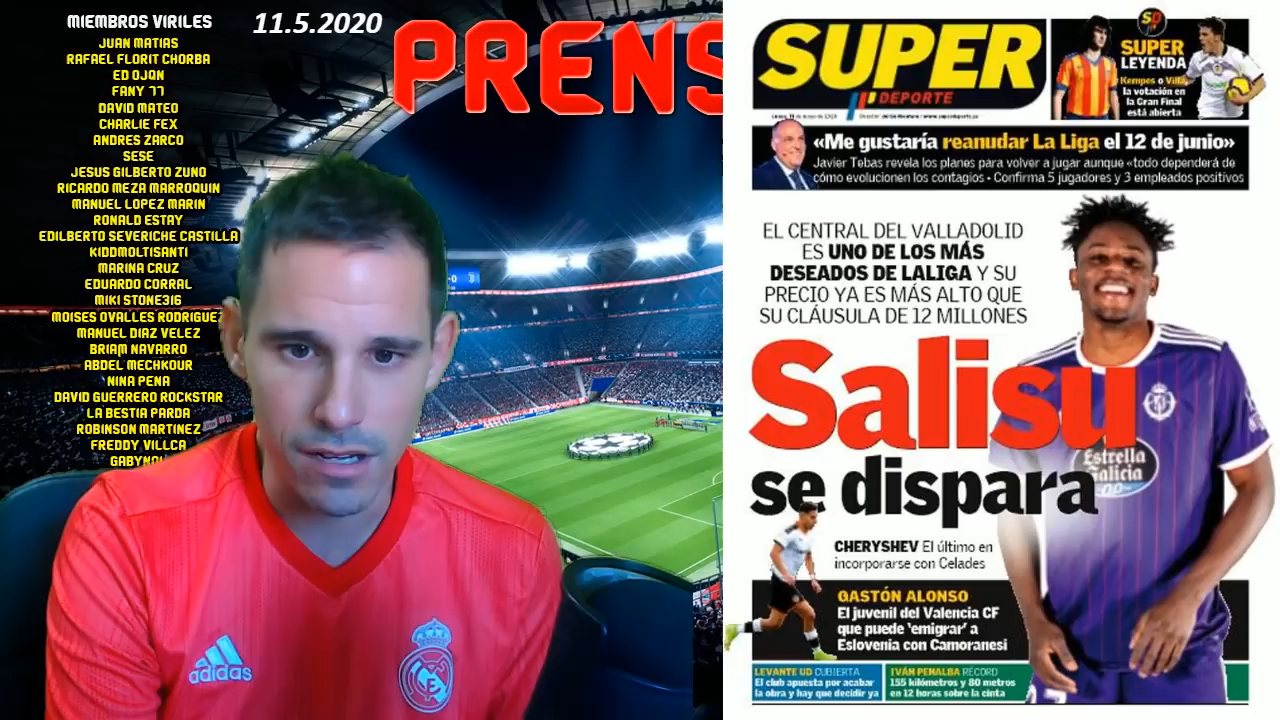 MIEMBROS VIRILES
JUAN MATIAS
RAFAEL FLORIT CHORBA
ED OJQN
FANY 77
DAVID MATEO
CHARLIE FEX
ANDRES ZARCO
SESE
JESUS GILBERTO ZUNO
RICARDO MEZA MARROQUIN
MANUEL LOPEZ MARIN
RONALD ESTAY
EDILBERTO SEVERICHE CASTILLA
KIDDMOLTISANTI
MARINA CRUZ
EDUARDO CORRAL
MIKI STONE316
MOISES OVALLES RODRIGUEZ
MANUEL DIAZ VELEZ
BRIAM NAVARRO
ABDEL MECHKOUR
NINA PENA
DAVID GUERRERO ROCKSTAR
LA BESTIA PARDA
ROBINSON MARTINEZ
FREDDY VILLCA
11.5.2020
PRENS
adidas
SUPER
DEPORTE
SD
SUPER
LEYENDA
Kempes o Villa,
la votación en
la Gran Final
está abierta
«Me gustaría reanudar La Liga el 12 de junio»
Javier Tebas revela los planes para volver a jugar aunque «todo dependerá de
cómo evolucionen los contagios • Confirma 5 jugadores y 3 empleados positivos
EL CENTRAL DEL VALLADOLID
ES UNO DE LOS MÁS
DESEADOS DE LALIGA Y SU
PRECIO YA ES MÁS ALTO QUE
SU CLÁUSULA DE 12 MILLONES
Salisu
se dispara
Estrella
Galicia
CHERYSHEV El último en
incorporarse con Celades
GASTÓN ALONSO
El juvenil del Valencia CF
que puede 'emigrar' a
Eslovenia con Camoranesi
LEVANTE UD CUBIERTA
El club apuesta por acabar
la obra y hay que decidir ya
IVÁN PENALBA RÉCORD
155 kilómetros y 80 metros
en 12 horas sobre la cinta